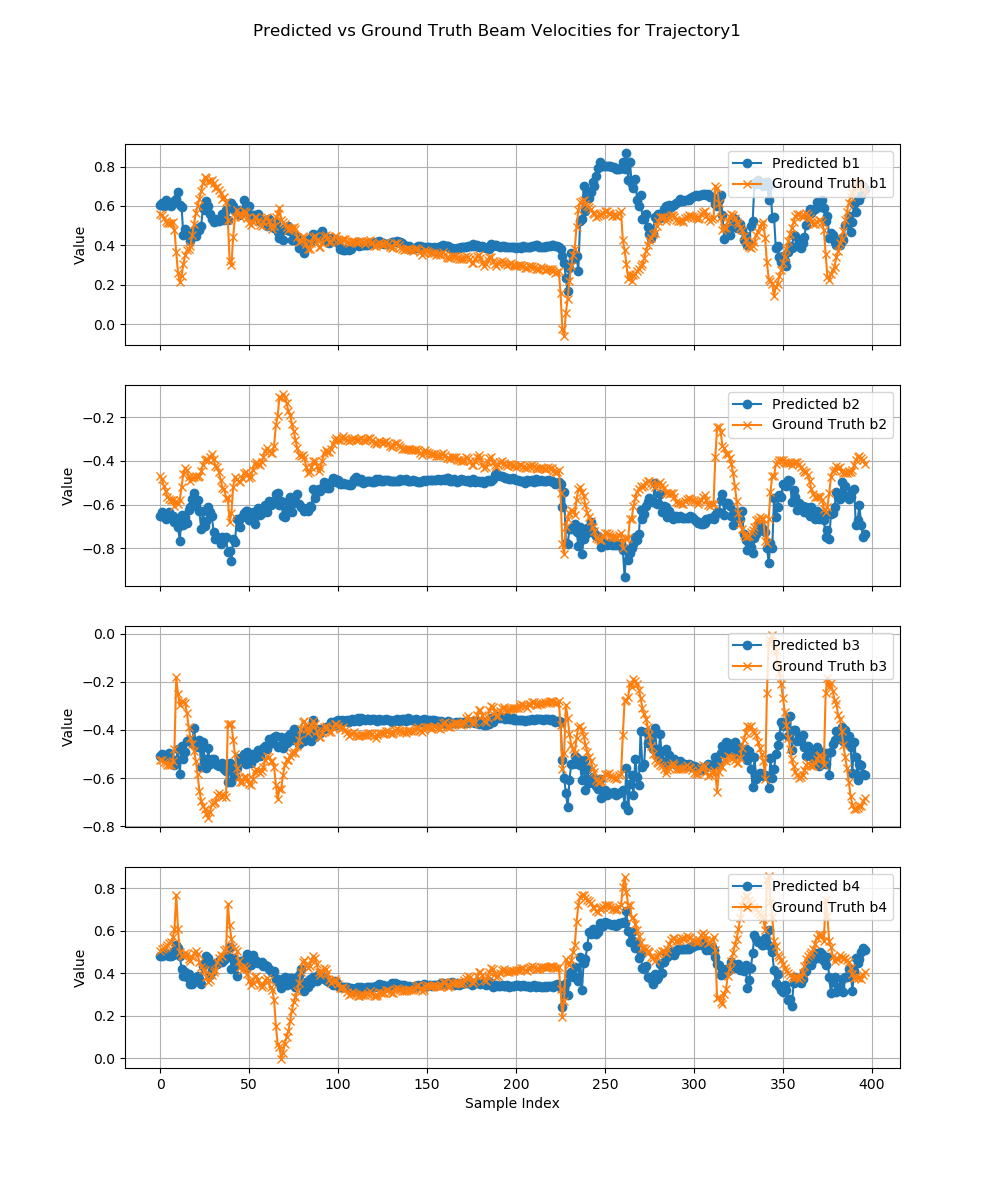 Predicted vs Ground Truth Beam Velocities for Trajectory1
0.8
0.6
0.4
0.2
0.0
Value
Predicted b1
Ground Truth b1
−0.2
−0.4
−0.6
−0.8
Value
Predicted b2
Ground Truth b2
0.0
−0.2
−0.4
−0.6
−0.8
Value
Predicted b3
Ground Truth b3
0.8
0.6
0.4
0.2
0.0
Value
Predicted b4
Ground Truth b4
0 50 100 150 200 250 300 350 400
Sample Index